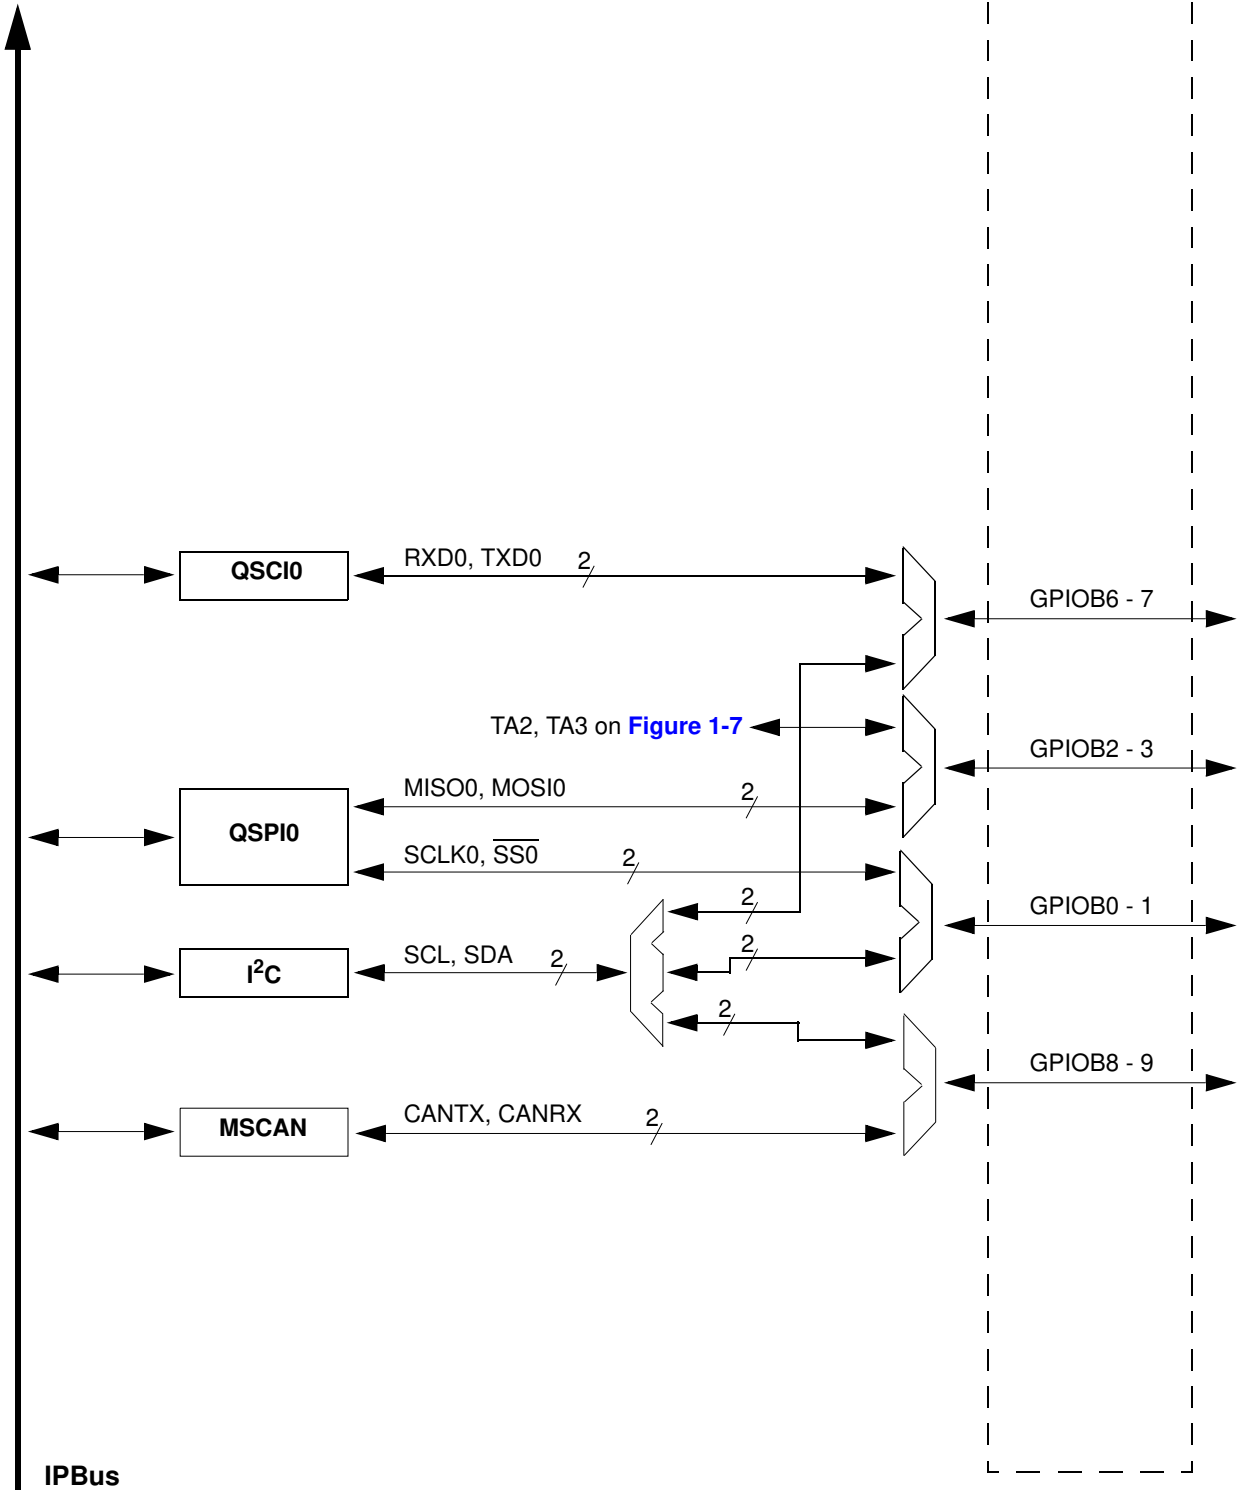 RXD0, TXD0
2
QSCI0
GPIOB6 - 7
TA2, TA3 on Figure 1-7
GPIOB2 - 3
MISO0, MOSI0
2
QSPI0
SCLK0, S̅S̅0̅
2
2
GPIOB0 - 1
SCL, SDA
2
2
I²C
2
GPIOB8 - 9
CANTX, CANRX
2
MSCAN
IPBus